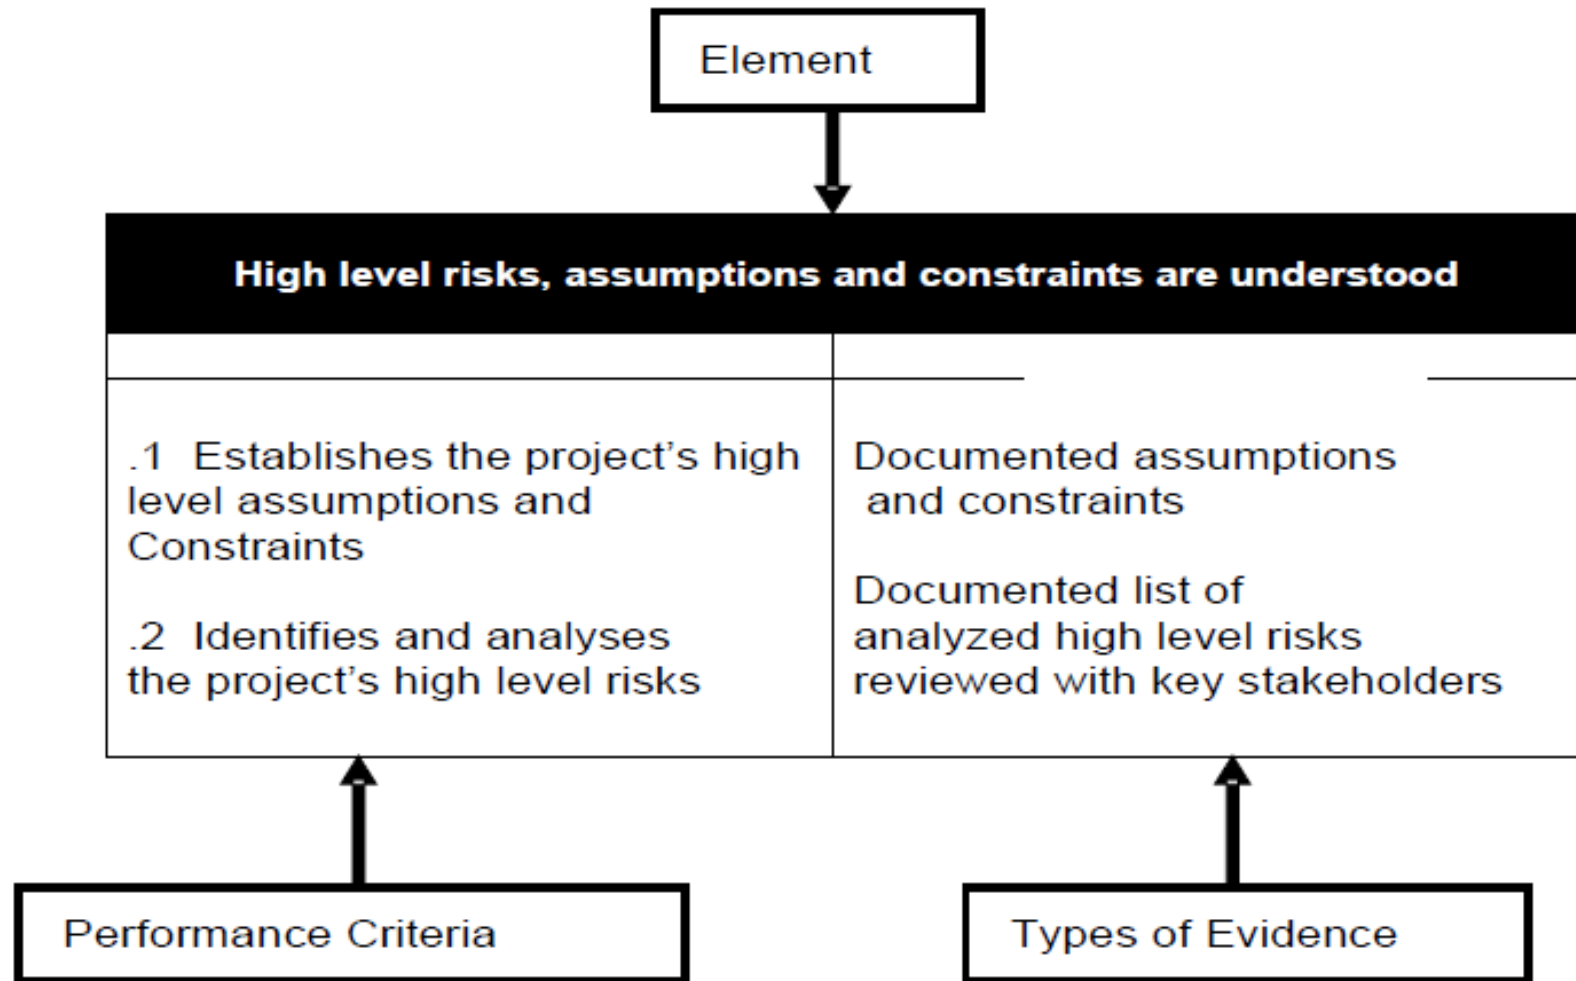 Element
High level risks, assumptions and constraints are understood
.1 Establishes the project's high
level assumptions and
Constraints
.2 Identifies and analyses
the project's high level risks
Documented assumptions
and constraints
Documented list of
analyzed high level risks
reviewed with key stakeholders
Performance Criteria
Types of Evidence